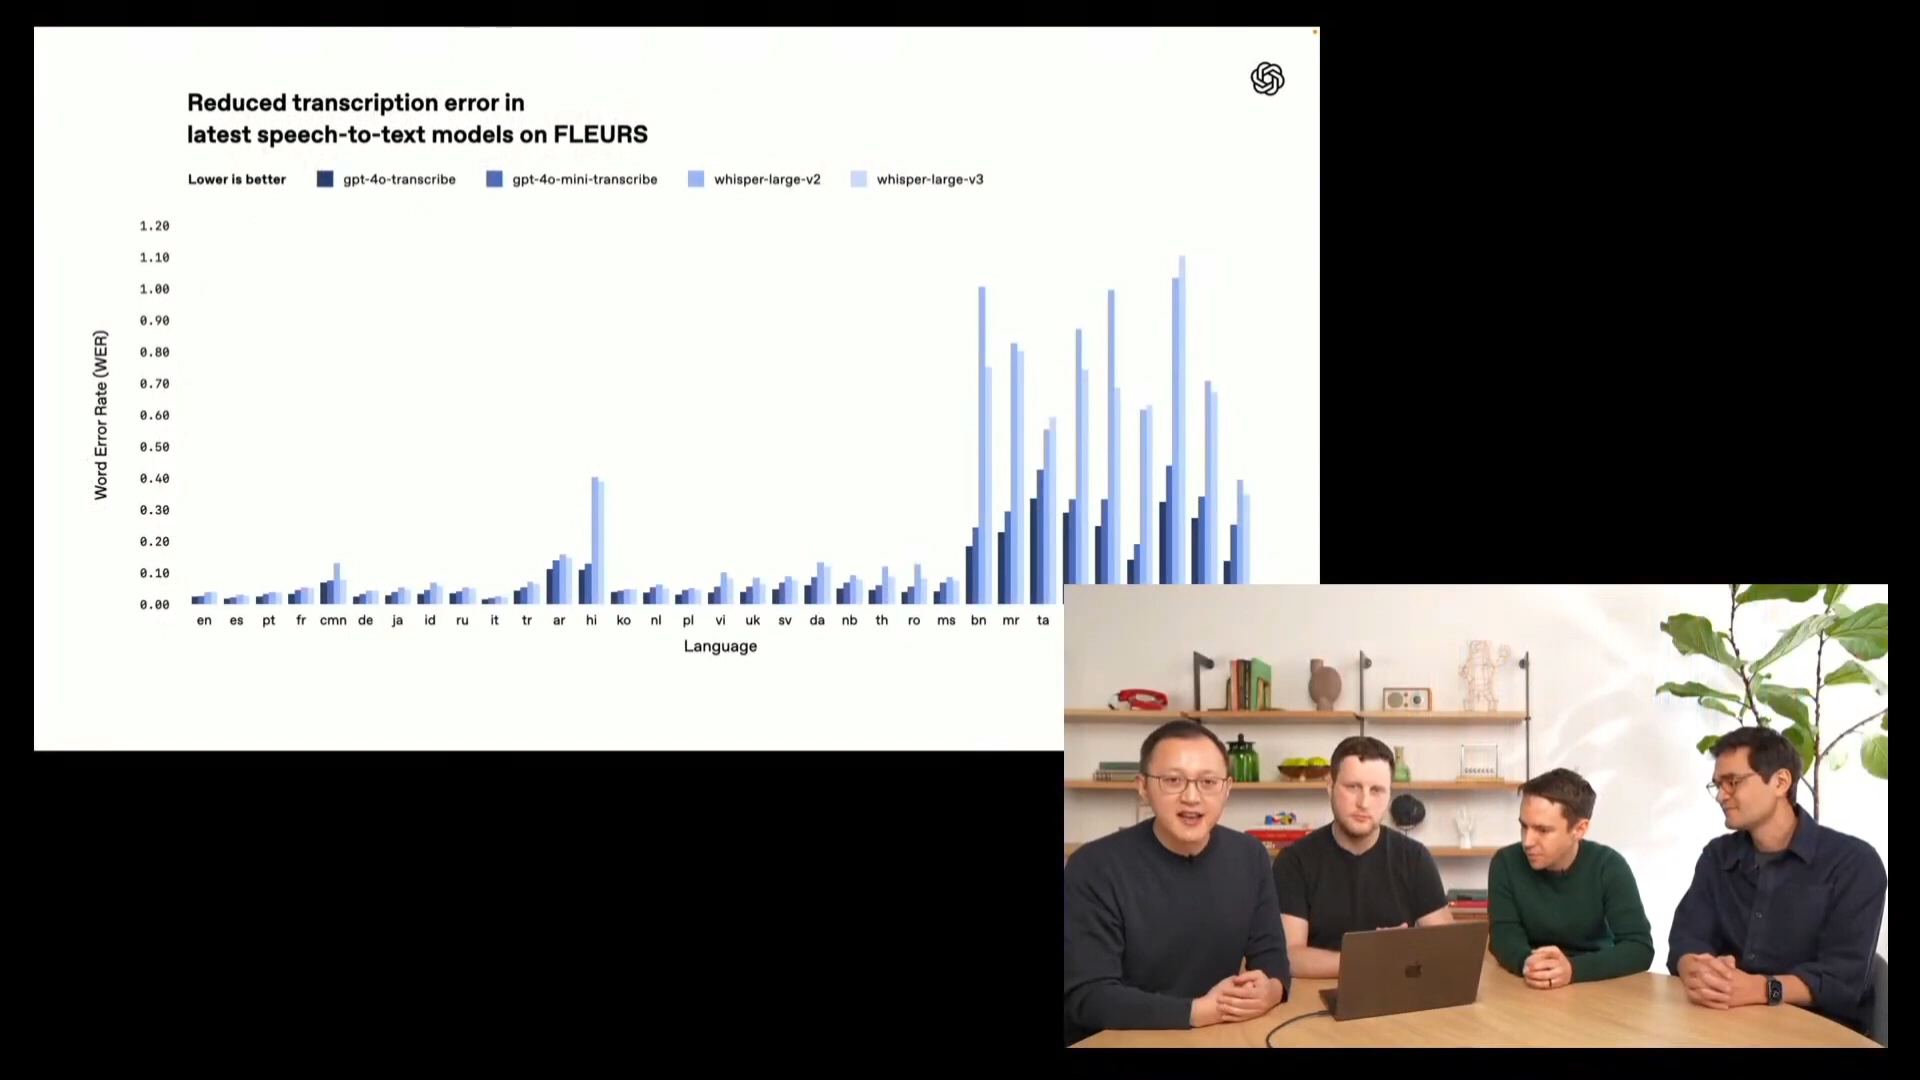 Reduced transcription error in
latest speech-to-text models on FLEURS
Lower is better gpt-4o-transcribe gpt-4o-mini-transcribe whisper-large-v2 whisper-large-v3
1.20
1.10
1.00
0.90
0.80
0.70
0.60
0.50
0.40
0.30
0.20
0.10
0.00
Word Error Rate (WER)
en es pt fr cmn de ja id ru it tr ar hi ko nl pl vi uk sv da nb th ro ms bn mr ta
Language